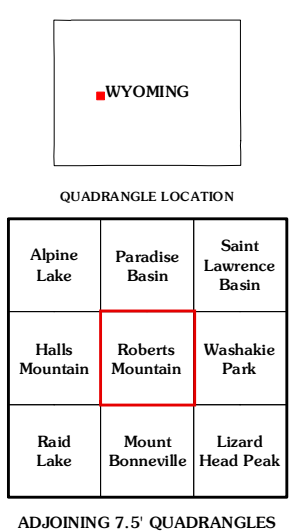 WYOMING
QUADRANGLE LOCATION
Alpine
Lake
Paradise
Basin
Saint
Lawrence
Basin
Halls
Mountain
Roberts
Mountain
Washakie
Park
Raid
Lake
Mount
Bonneville
Lizard
Head Peak
ADJOINING 7.5' QUADRANGLES